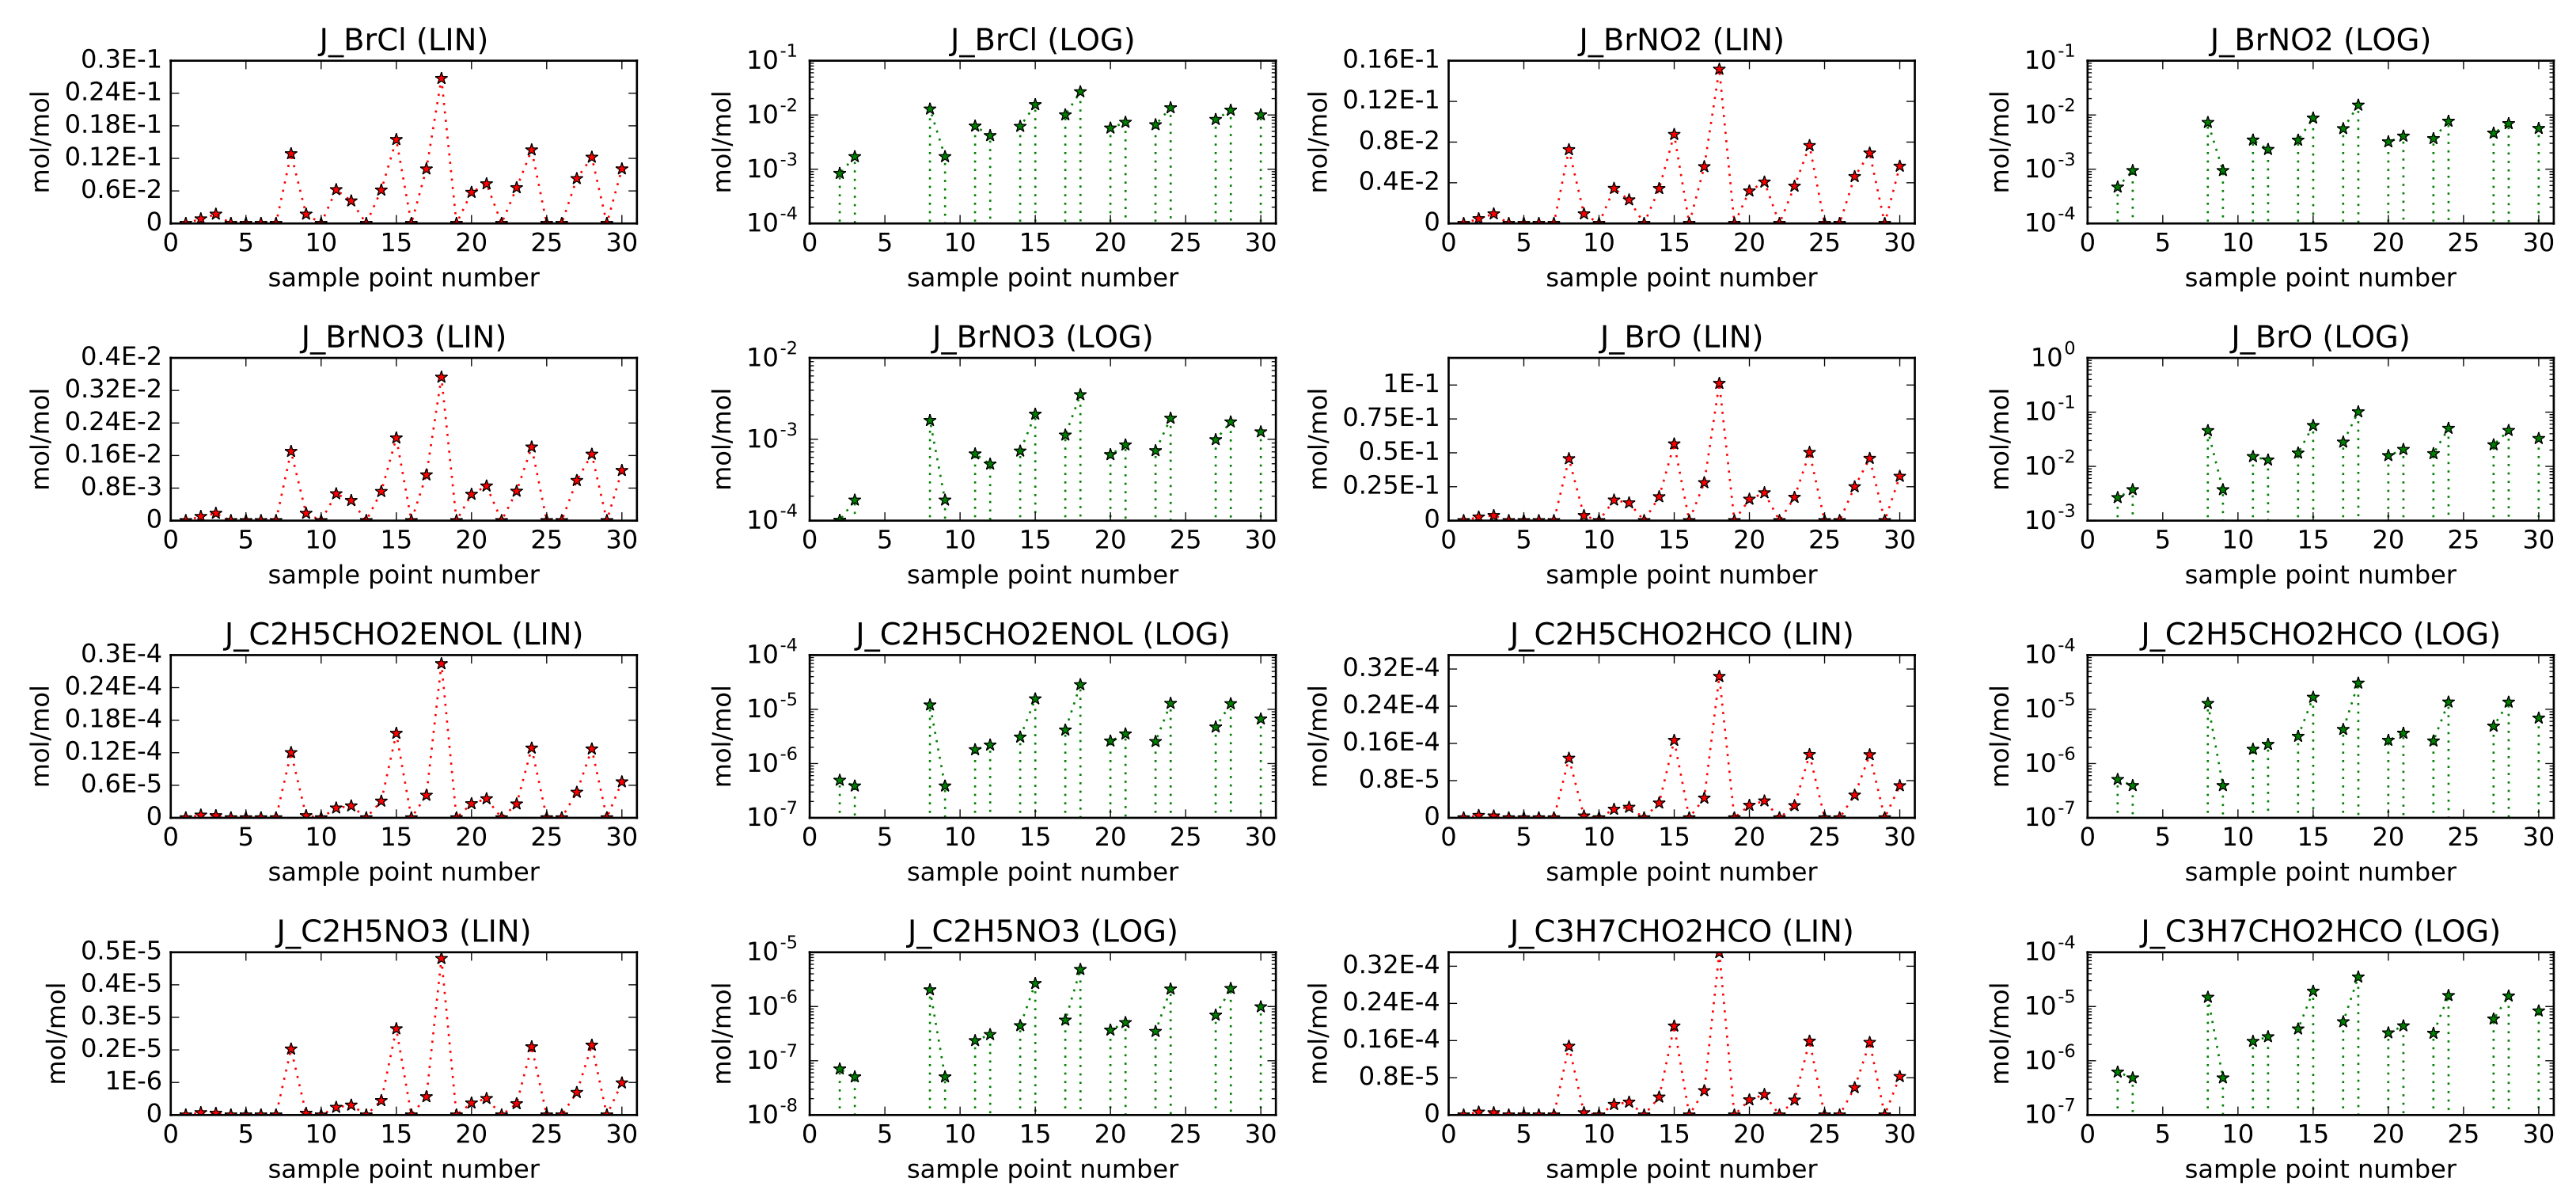 J_BrCl (LIN)
0.3E-1
0.24E-1
0.18E-1
0.12E-1
0.6E-2
0
mol/mol
0 5 10 15 20 25 30
sample point number
J_BrCl (LOG)
10-1
10-2
10-3
10-4
mol/mol
0 5 10 15 20 25 30
sample point number
J_BrNO2 (LIN)
0.16E-1
0.12E-1
0.8E-2
0.4E-2
0
mol/mol
0 5 10 15 20 25 30
sample point number
J_BrNO2 (LOG)
10-1
10-2
10-3
10-4
mol/mol
0 5 10 15 20 25 30
sample point number
J_BrNO3 (LIN)
0.4E-2
0.32E-2
0.24E-2
0.16E-2
0.8E-3
0
mol/mol
0 5 10 15 20 25 30
sample point number
J_BrNO3 (LOG)
10-2
10-3
10-4
mol/mol
0 5 10 15 20 25 30
sample point number
J_BrO (LIN)
1E-1
0.75E-1
0.5E-1
0.25E-1
0
mol/mol
0 5 10 15 20 25 30
sample point number
J_BrO (LOG)
100
10-1
10-2
10-3
mol/mol
0 5 10 15 20 25 30
sample point number
J_C2H5CHO2ENOL (LIN)
0.3E-4
0.24E-4
0.18E-4
0.12E-4
0.6E-5
0
mol/mol
0 5 10 15 20 25 30
sample point number
J_C2H5CHO2ENOL (LOG)
10-4
10-5
10-6
10-7
mol/mol
0 5 10 15 20 25 30
sample point number
J_C2H5CHO2HCO (LIN)
0.32E-4
0.24E-4
0.16E-4
0.8E-5
0
mol/mol
0 5 10 15 20 25 30
sample point number
J_C2H5CHO2HCO (LOG)
10-4
10-5
10-6
10-7
mol/mol
0 5 10 15 20 25 30
sample point number
J_C2H5NO3 (LIN)
0.5E-5
0.4E-5
0.3E-5
0.2E-5
1E-6
0
mol/mol
0 5 10 15 20 25 30
sample point number
J_C2H5NO3 (LOG)
10-5
10-6
10-7
10-8
mol/mol
0 5 10 15 20 25 30
sample point number
J_C3H7CHO2HCO (LIN)
0.32E-4
0.24E-4
0.16E-4
0.8E-5
0
mol/mol
0 5 10 15 20 25 30
sample point number
J_C3H7CHO2HCO (LOG)
10-4
10-5
10-6
10-7
mol/mol
0 5 10 15 20 25 30
sample point number